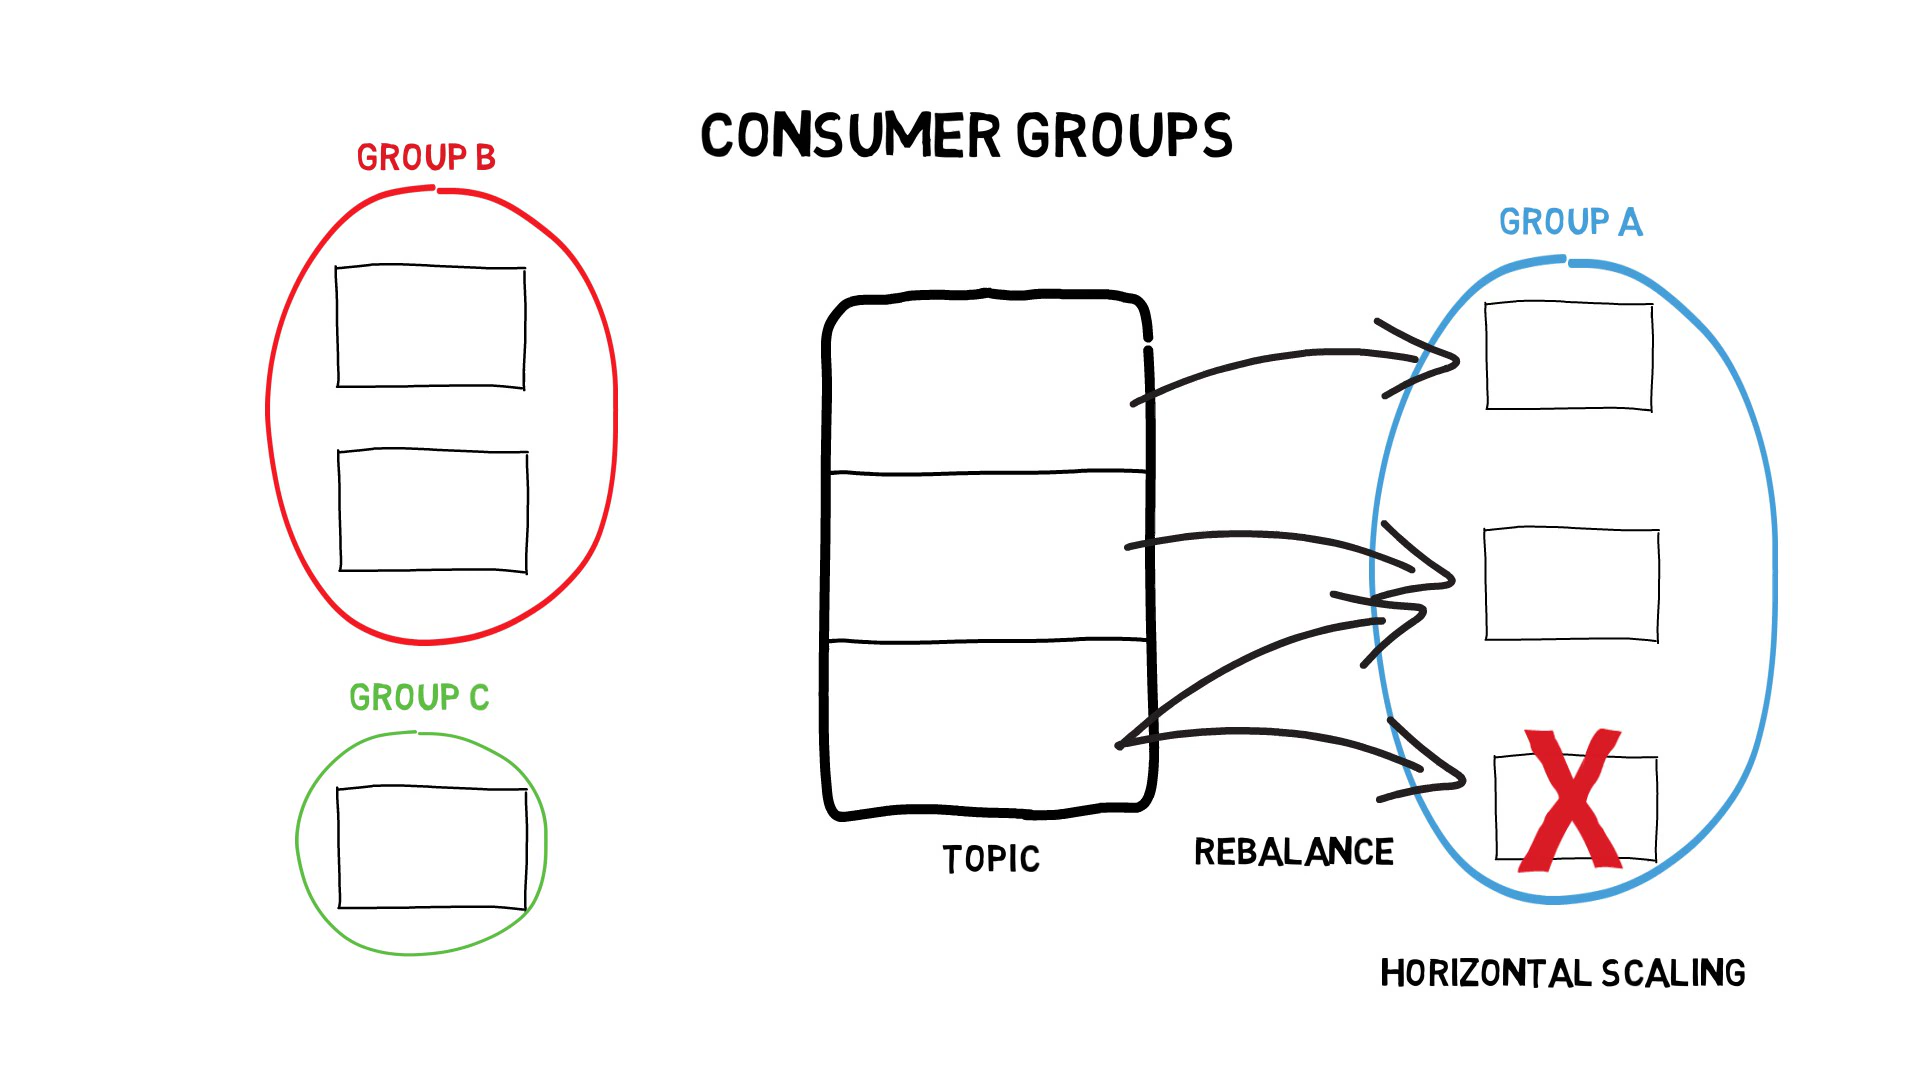 CONSUMER GROUPS
GROUP B
GROUP A
GROUP C
TOPIC
REBALANCE
X
HORIZONTAL SCALING